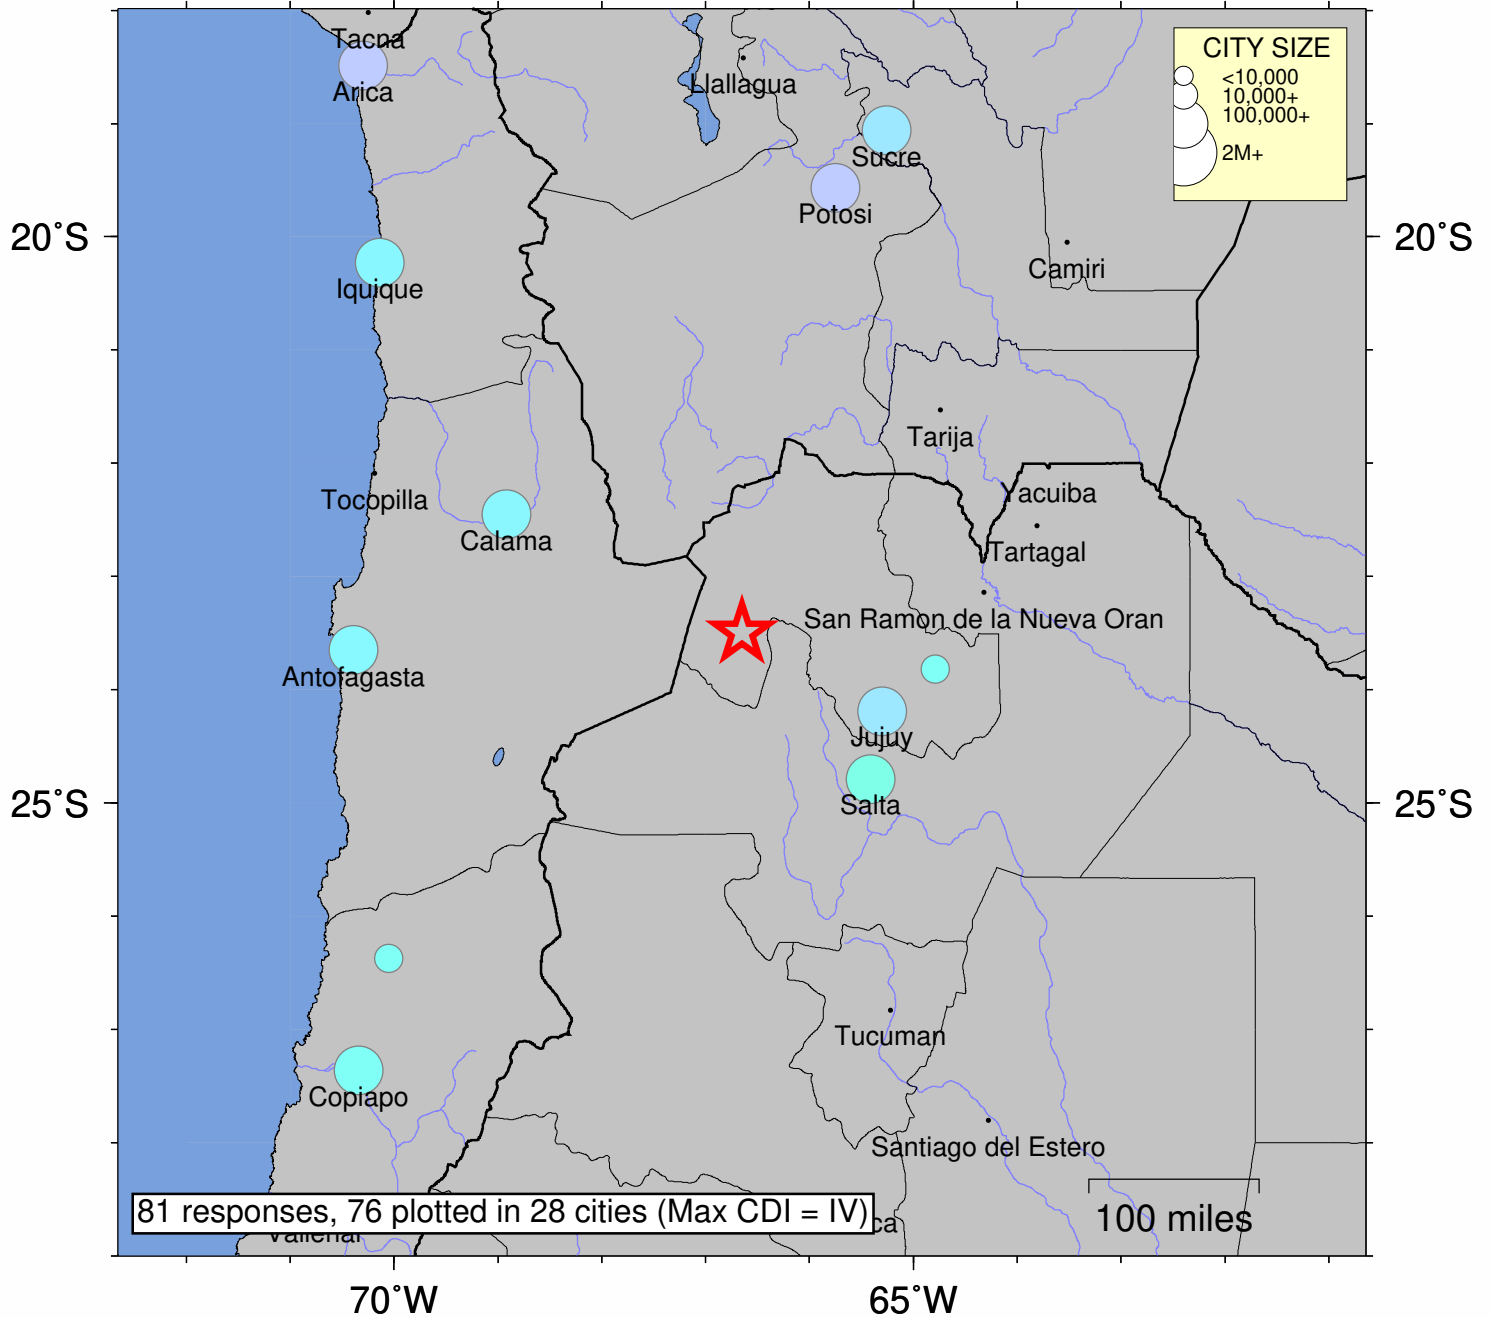 Tacna
Arica
Llallagua
CITY SIZE
<10,000
10,000+
100,000+
2M+
Sucre
Potosi
20°S
20°S
Camiri
Iquique
Tarija
Tocopilla
Yacuiba
Calama
Tartagal
San Ramon de la Nueva Oran
Antofagasta
Jujuy
Salta
25°S
25°S
Tucuman
Copiapo
Santiago del Estero
81 responses, 76 plotted in 28 cities (Max CDI = IV)
ca
100 miles
Vallenar
70°W
65°W